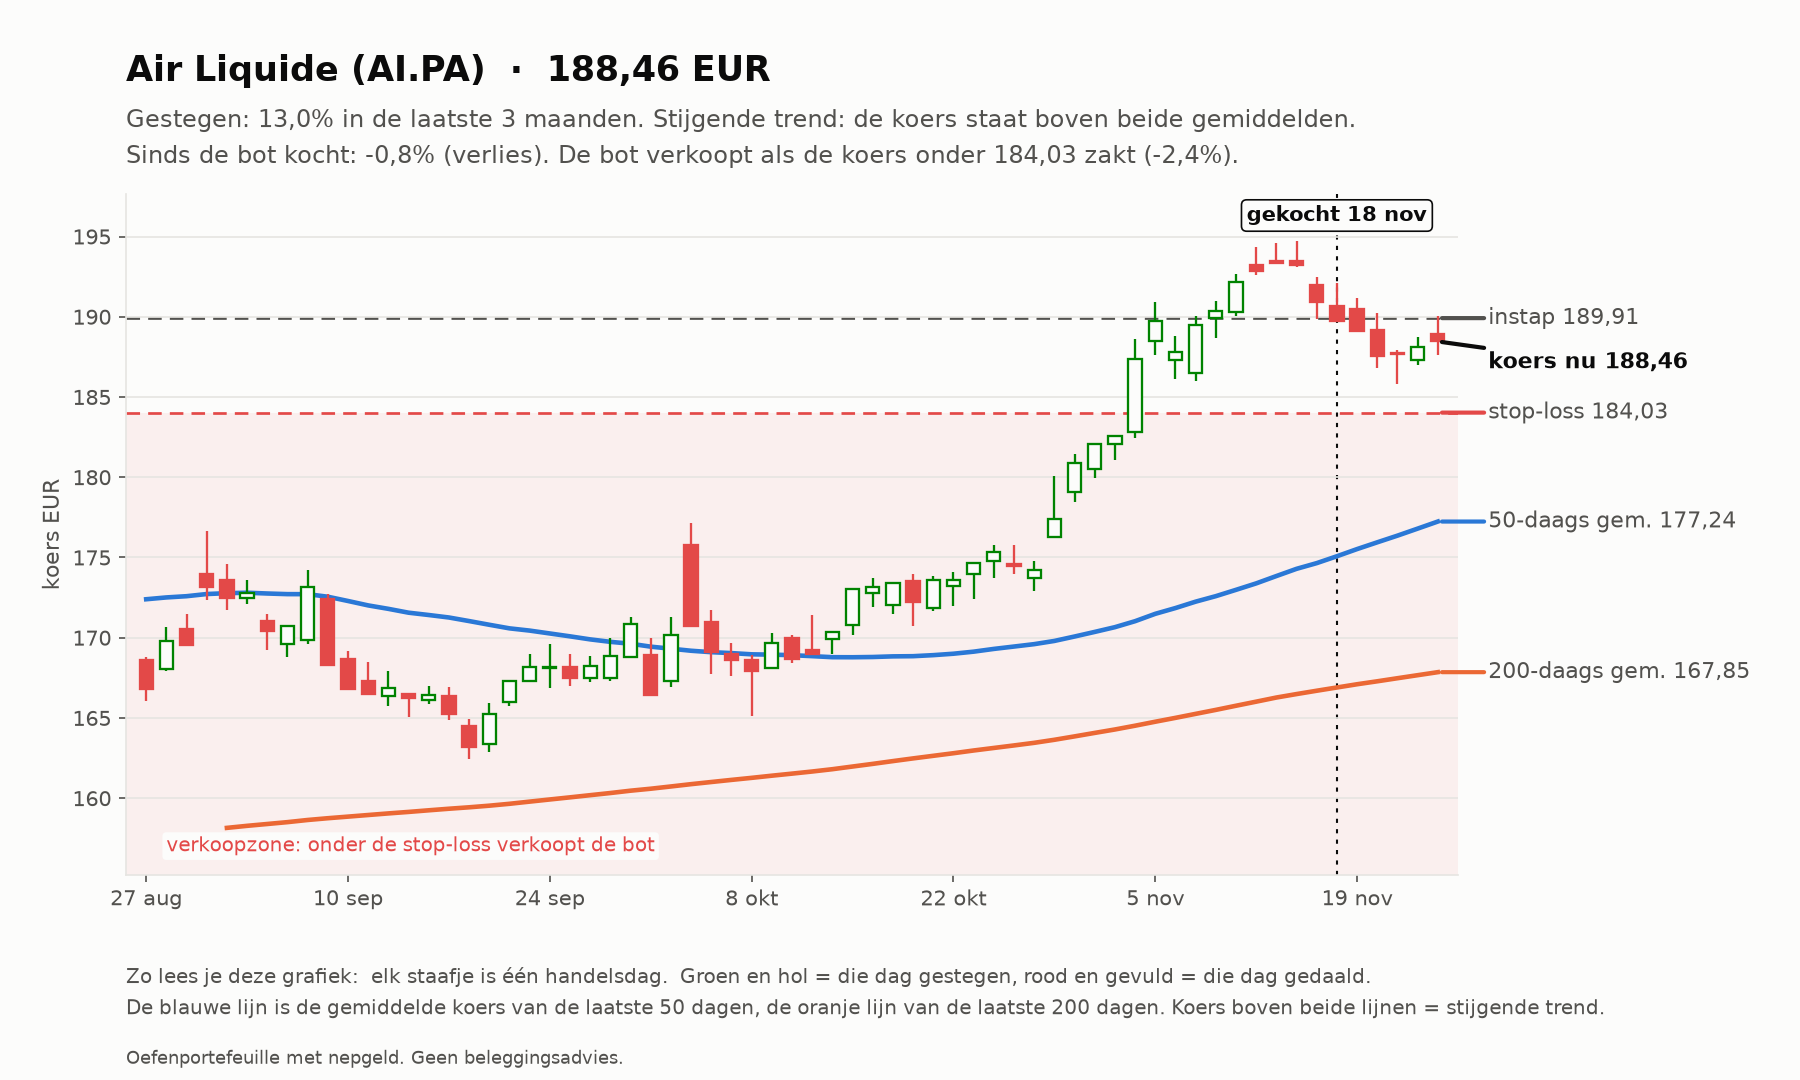 Air Liquide (AI.PA)  ·  188,46 EUR
Gestegen: 13,0% in de laatste 3 maanden. Stijgende trend: de koers staat boven beide gemiddelden.
Sinds de bot kocht: -0,8% (verlies). De bot verkoopt als de koers onder 184,03 zakt (-2,4%).
gekocht 18 nov
195
190
185
180
175
170
165
160
koers EUR
instap 189,91
koers nu 188,46
stop-loss 184,03
50-daags gem. 177,24
200-daags gem. 167,85
verkoopzone: onder de stop-loss verkoopt de bot
27 aug
10 sep
24 sep
8 okt
22 okt
5 nov
19 nov
Zo lees je deze grafiek:  elk staafje is één handelsdag.  Groen en hol = die dag gestegen, rood en gevuld = die dag gedaald.
De blauwe lijn is de gemiddelde koers van de laatste 50 dagen, de oranje lijn van de laatste 200 dagen. Koers boven beide lijnen = stijgende trend.
Oefenportefeuille met nepgeld. Geen beleggingsadvies.